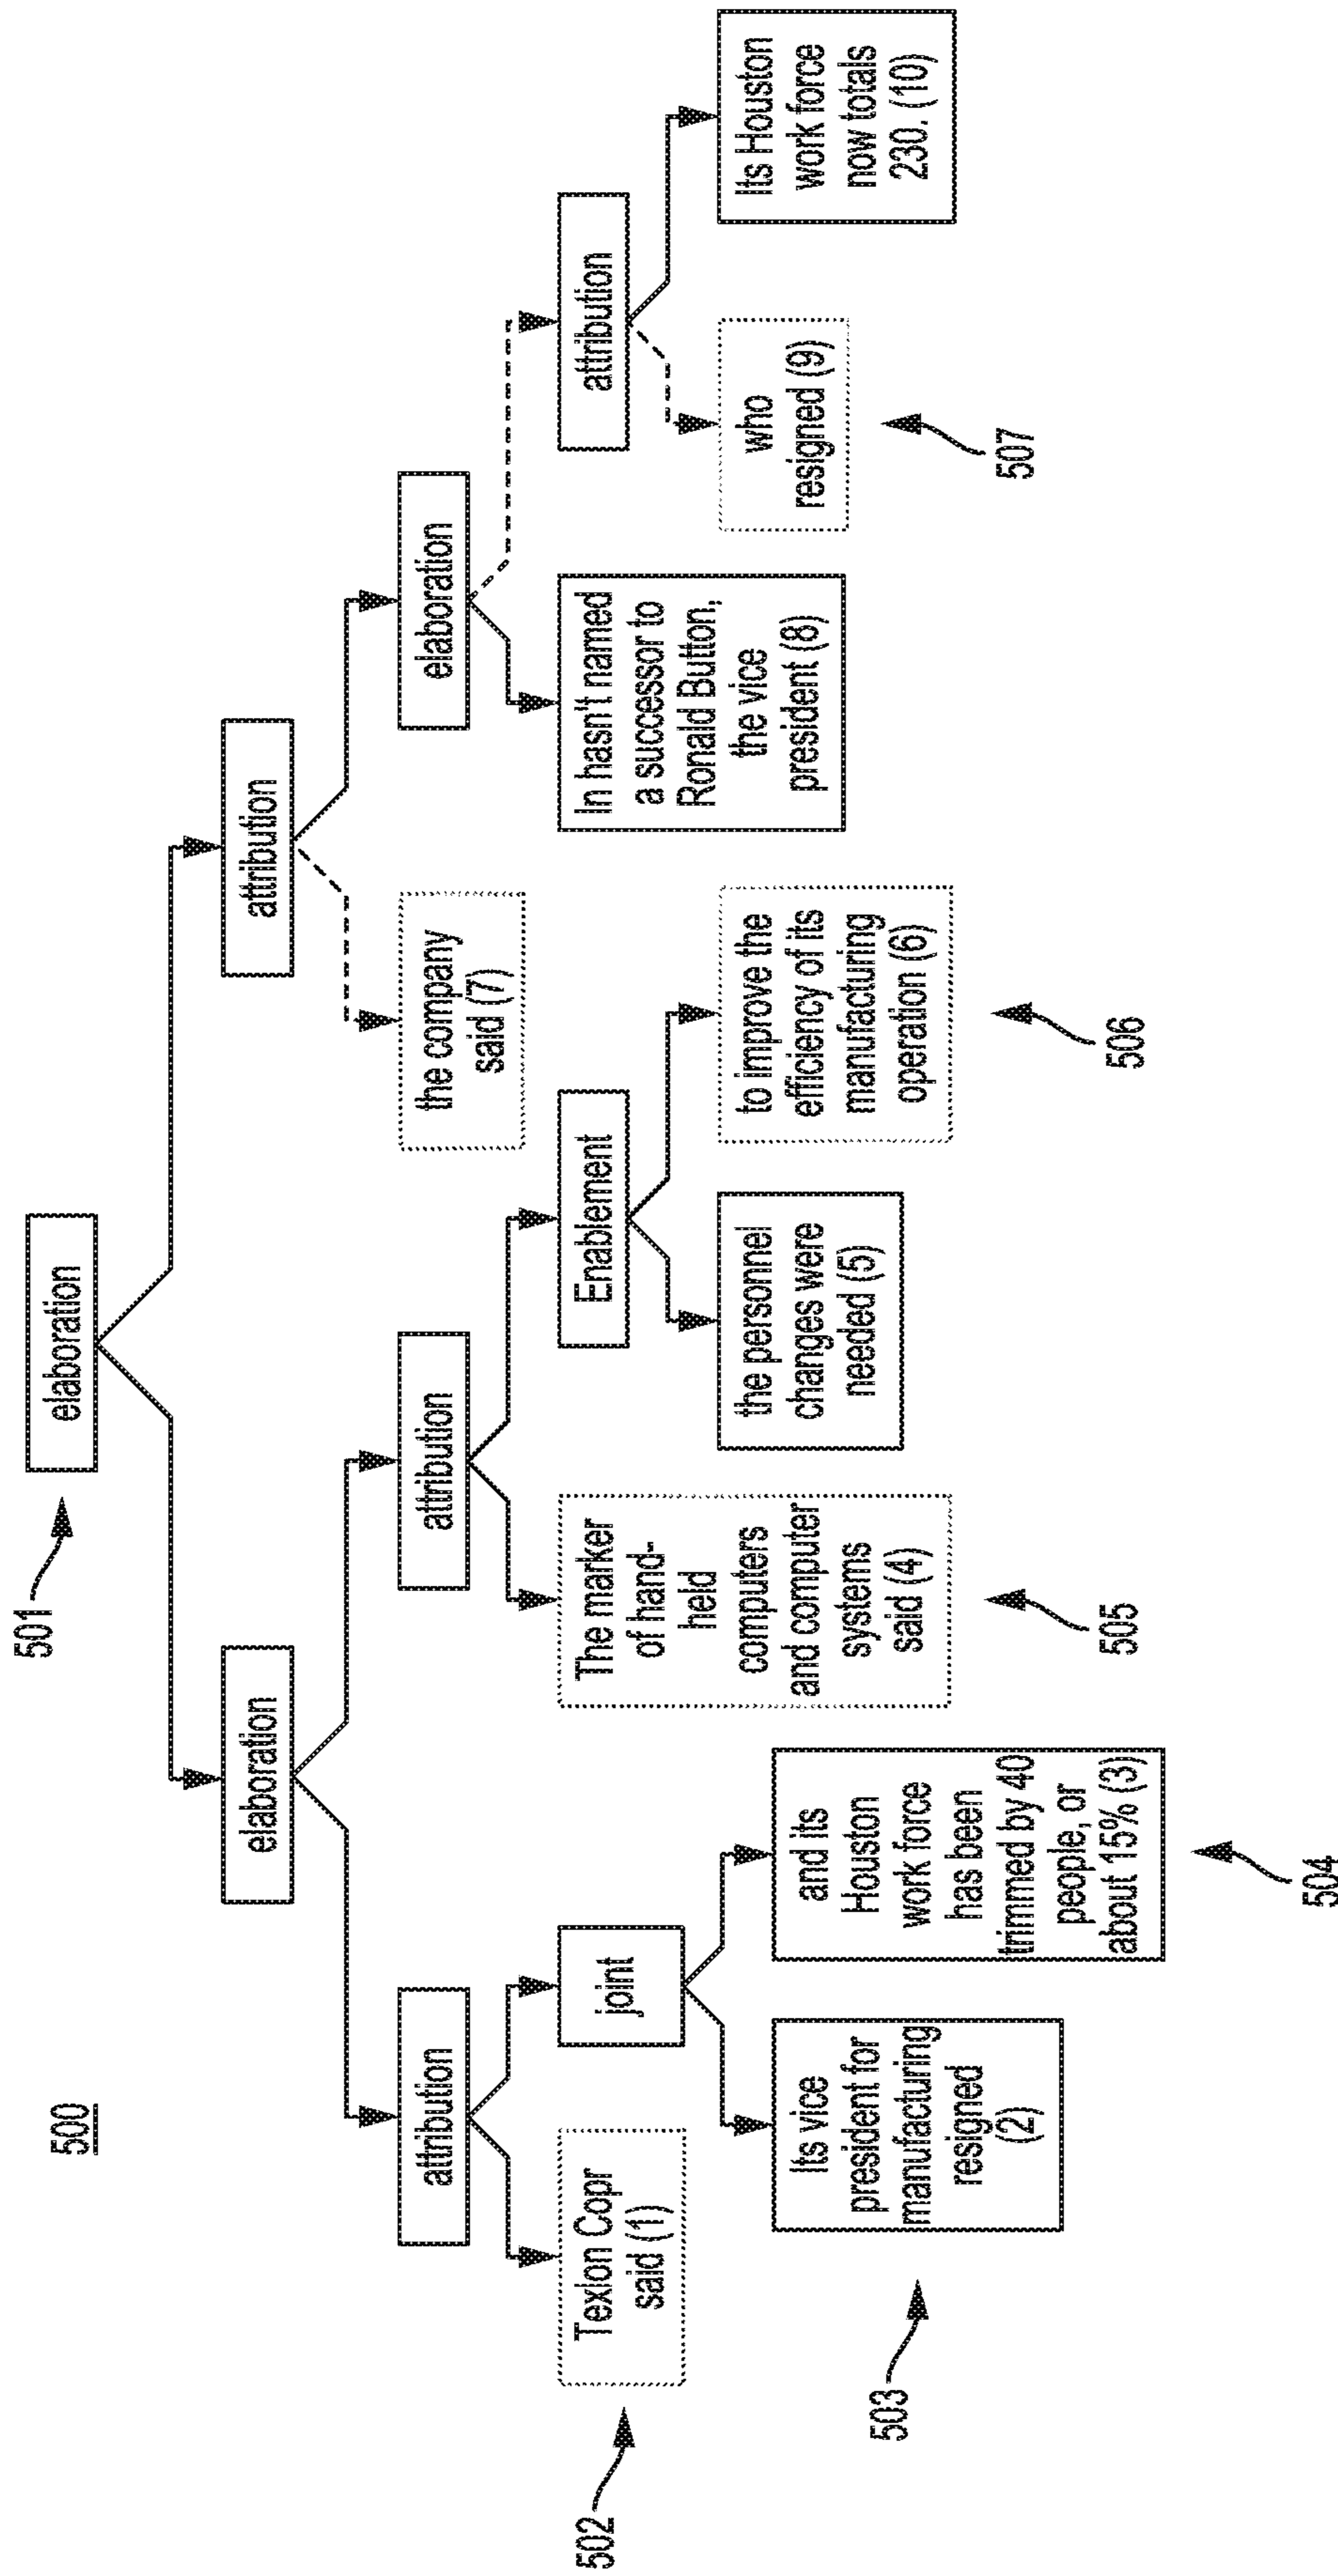 500
501
elaboration
elaboration
attribution
attribution
attribution
elaboration
502
Texlon Copr
said (1)
joint
505
The marker
of hand-
held
computers
and computer
systems
said (4)
Enablement
the company
said (7)
In hasn't named
a successor to
Ronald Button,
the vice
president (8)
attribution
503
Its vice
president for
manufacturing
resigned
(2)
504
and its
Houston
work force
has been
trimmed by 40
people, or
about 15% (3)
the personnel
changes were
needed (5)
to improve the
efficiency of its
manufacturing
operation (6)
506
who
resigned (9)
507
Its Houston
work force
now totals
230. (10)